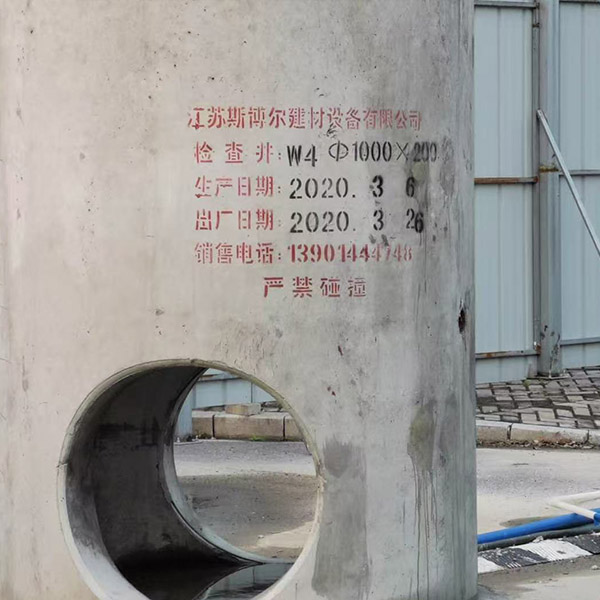 江苏斯博尔建材设备有限公司
检查井: W4 Φ1000×200
生产日期: 2020. 3 6
出厂日期: 2020. 3 26
销售电话: 13901444748
严禁碰撞